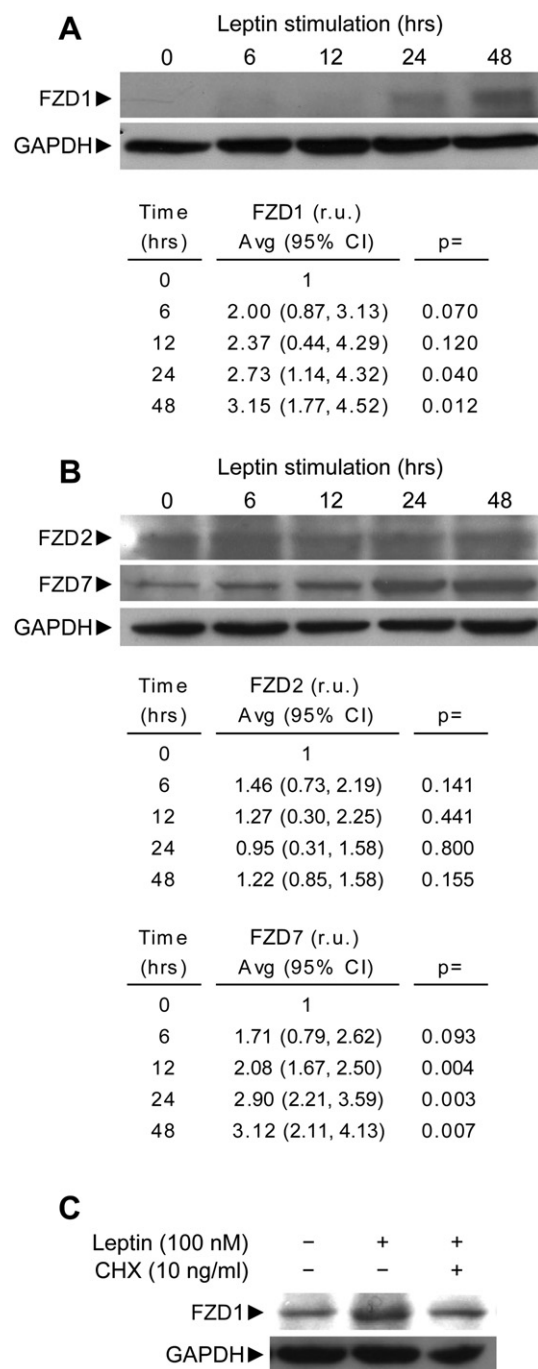 A
Leptin stimulation (hrs)
0 6 12 24 48
FZD1
GAPDH
Time FZD1 (r.u.)
(hrs) Avg (95% CI) p=
0 1
6 2.00 (0.87, 3.13) 0.070
12 2.37 (0.44, 4.29) 0.120
24 2.73 (1.14, 4.32) 0.040
48 3.15 (1.77, 4.52) 0.012
B
Leptin stimulation (hrs)
0 6 12 24 48
FZD2
FZD7
GAPDH
Time FZD2 (r.u.)
(hrs) Avg (95% CI) p=
0 1
6 1.46 (0.73, 2.19) 0.141
12 1.27 (0.30, 2.25) 0.441
24 0.95 (0.31, 1.58) 0.800
48 1.22 (0.85, 1.58) 0.155
Time FZD7 (r.u.)
(hrs) Avg (95% CI) p=
0 1
6 1.71 (0.79, 2.62) 0.093
12 2.08 (1.67, 2.50) 0.004
24 2.90 (2.21, 3.59) 0.003
48 3.12 (2.11, 4.13) 0.007
C
Leptin (100 nM) – + +
CHX (10 ng/ml) – – +
FZD1
GAPDH